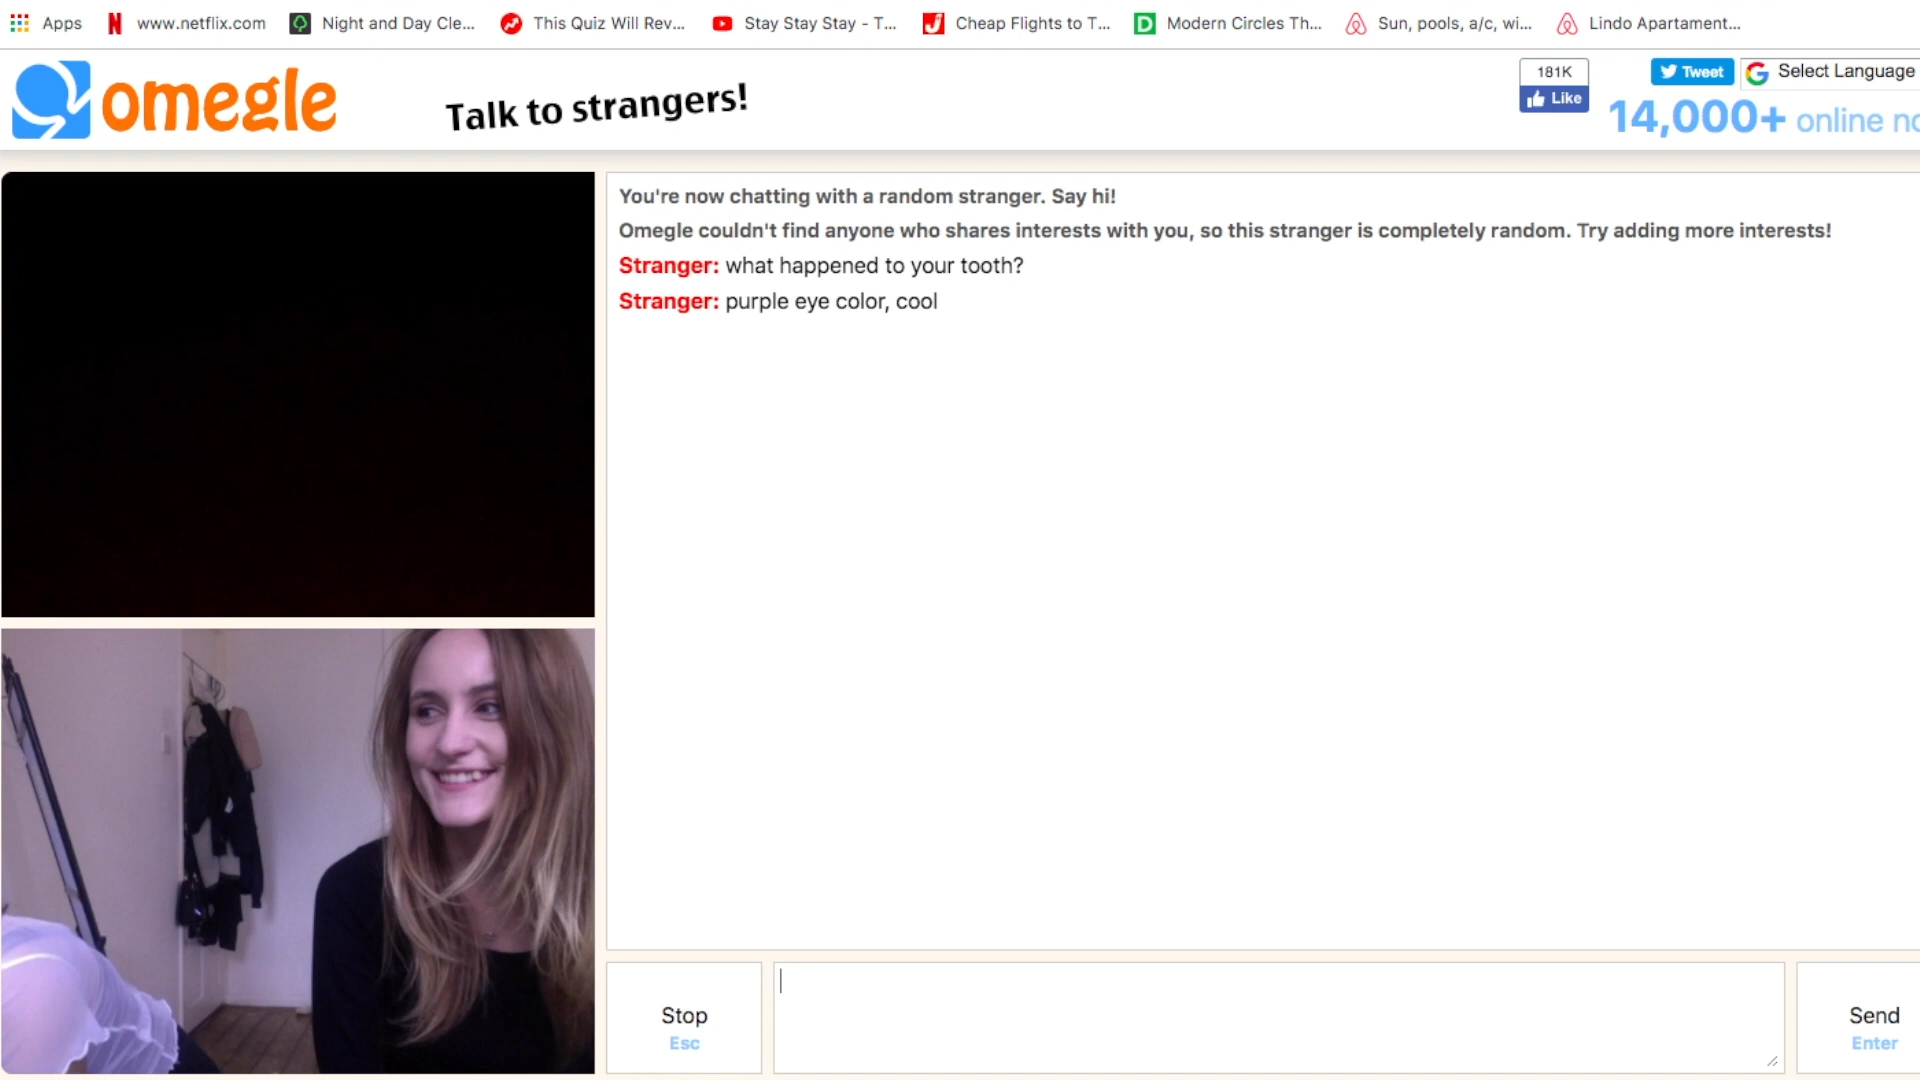 Apps
www.netflix.com
Night and Day Cle...
This Quiz Will Rev...
Stay Stay Stay - T...
Cheap Flights to T...
Modern Circles Th...
Sun, pools, a/c, wi...
Lindo Apartament...
omegle
Talk to strangers!
181K
Like
Tweet
Select Language
14,000+ online no
You're now chatting with a random stranger. Say hi!
Omegle couldn't find anyone who shares interests with you, so this stranger is completely random. Try adding more interests!
Stranger: what happened to your tooth?
Stranger: purple eye color, cool
Stop
Esc
Send
Enter